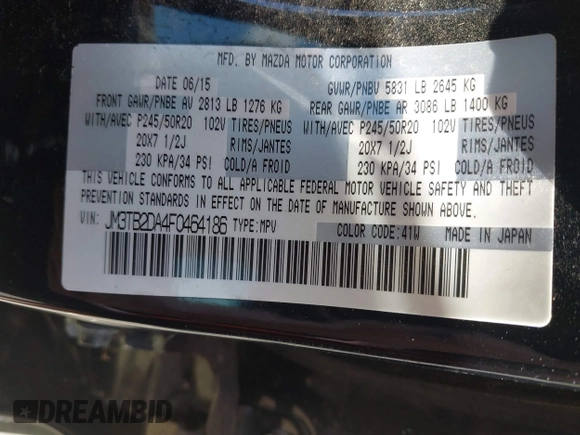 MFD. BY MAZDA MOTOR CORPORATION
DATE 06/15 GVWR/PNBV 5831 LB 2645 KG
FRONT GAWR/PNBE AV 2813 LB 1276 KG REAR GAWR/PNBE AR 3086 LB 1400 KG
WITH/AVEC P245/50R20 102V TIRES/PNEUS WITH/AVEC P245/50R20 102V TIRES/PNEUS
20X7 1/2J RIMS/JANTES 20X7 1/2J RIMS/JANTES
230 KPA/34 PSI COLD/A FROID 230 KPA/34 PSI COLD/A FROID
THIS VEHICLE CONFORMS TO ALL APPLICABLE FEDERAL MOTOR VEHICLE SAFETY AND THEFT
PREVENTION STANDARDS IN EFFECT ON THE DATE OF MANUFACTURE SHOWN ABOVE.
VIN: JM3TB2DA4F0464186 TYPE:MPV COLOR CODE:41W MADE IN JAPAN
DREAMBID